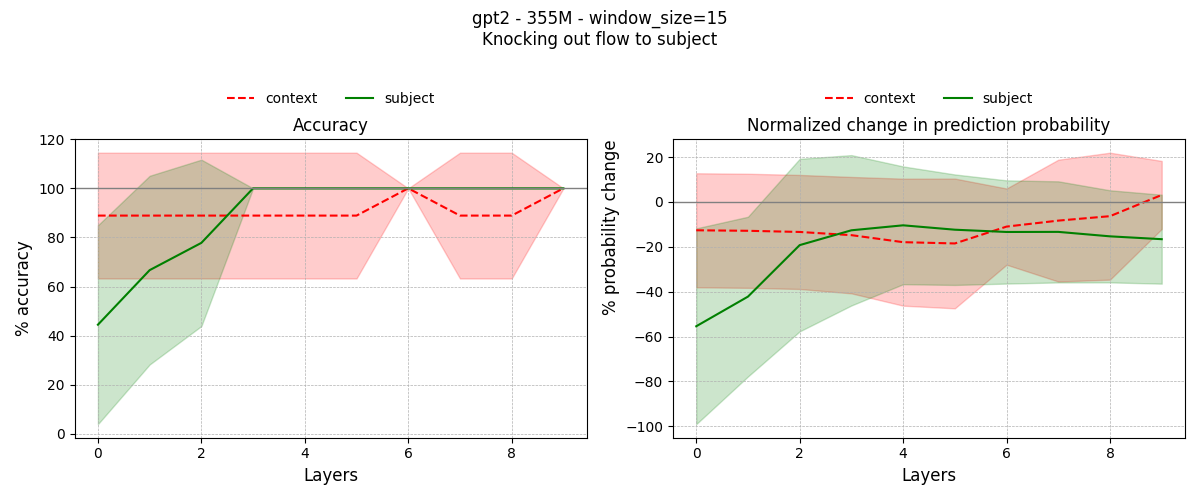 gpt2 - 355M - window_size=15
Knocking out flow to subject
context subject
Accuracy
% accuracy
120
100
80
60
40
20
0
0 2 4 6 8
Layers
context subject
Normalized change in prediction probability
% probability change
20
0
−20
−40
−60
−80
−100
0 2 4 6 8
Layers